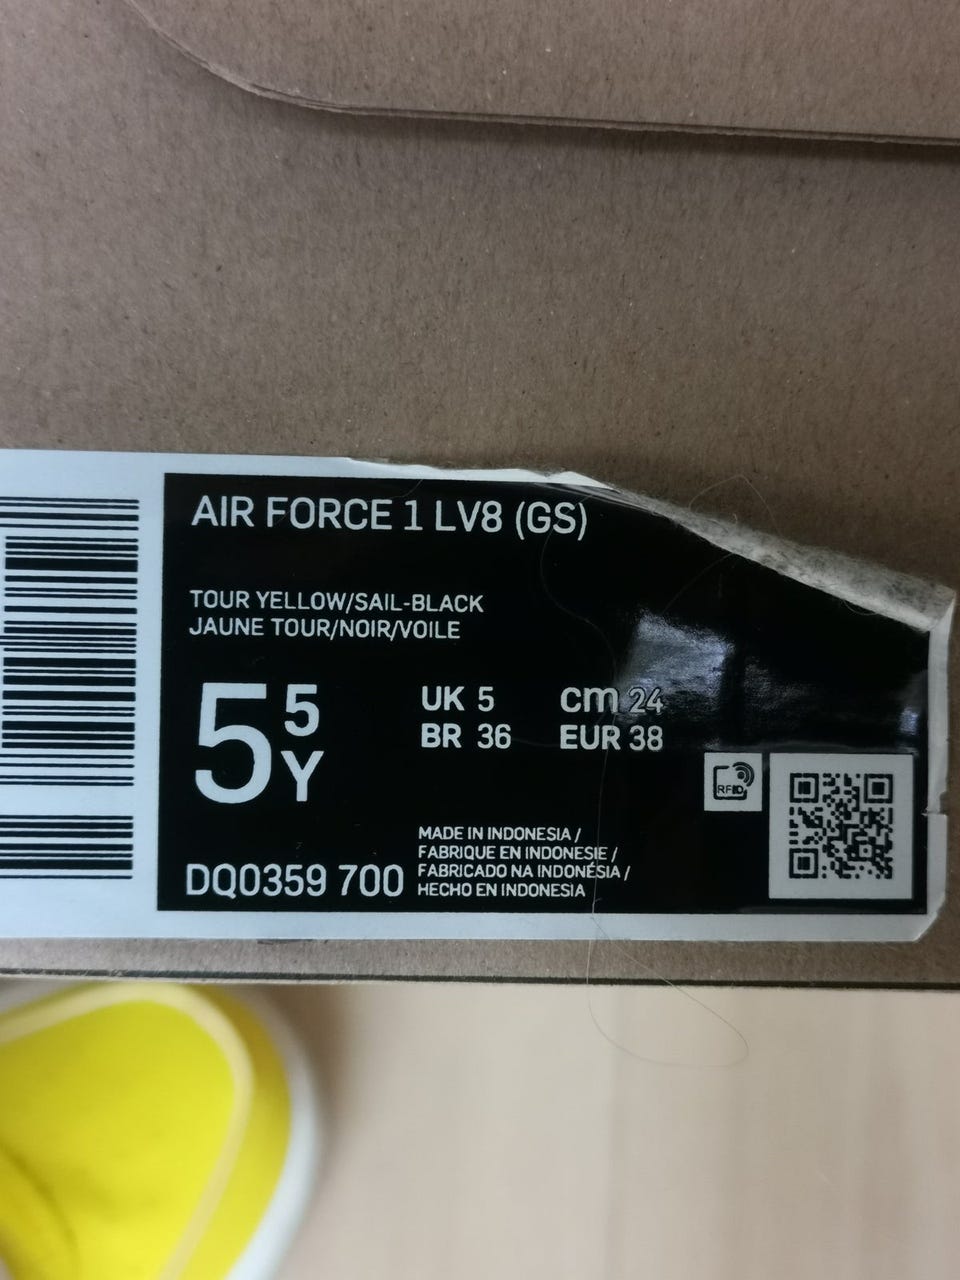 AIR FORCE 1 LV8 (GS)
TOUR YELLOW/SAIL-BLACK
JAUNE TOUR/NOIR/VOILE
5 5 Y
UK 5 cm 24
BR 36 EUR 38
RFID
DQ0359 700
MADE IN INDONESIA /
FABRIQUE EN INDONESIE /
FABRICADO NA INDONÉSIA /
HECHO EN INDONESIA